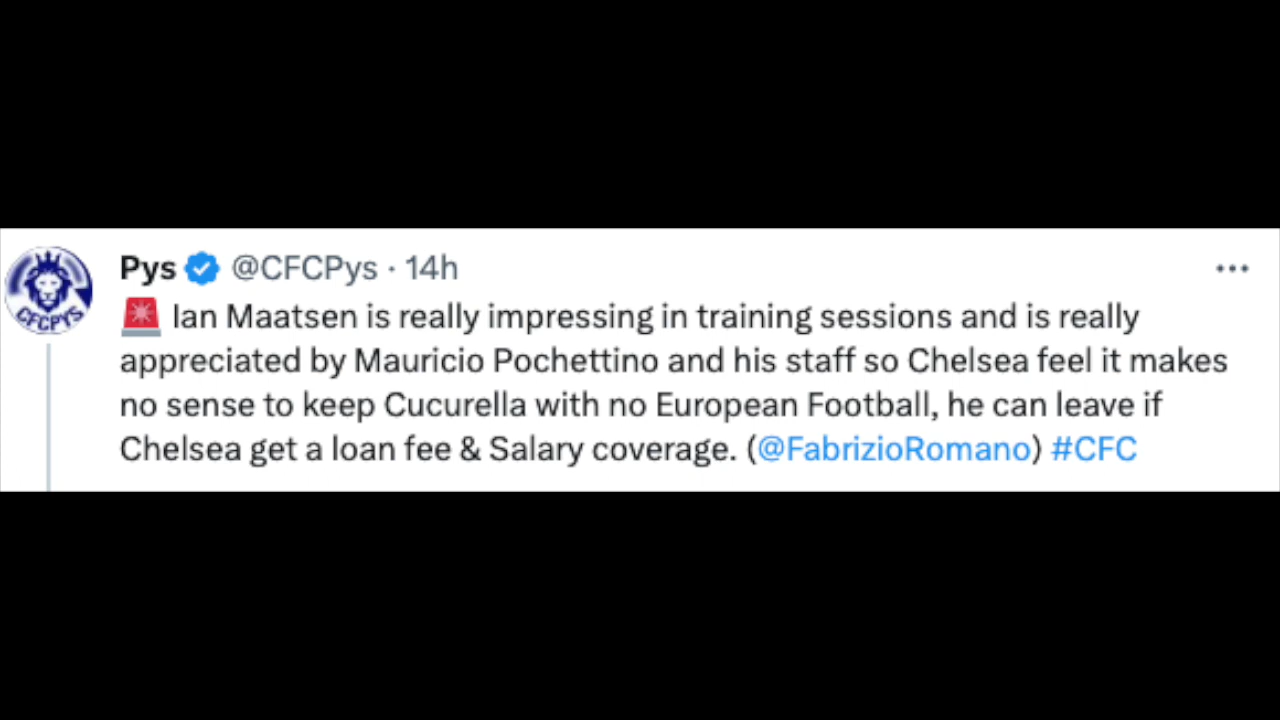 Pys @CFCPys · 14h
🚨 Ian Maatsen is really impressing in training sessions and is really
appreciated by Mauricio Pochettino and his staff so Chelsea feel it makes
no sense to keep Cucurella with no European Football, he can leave if
Chelsea get a loan fee & Salary coverage. (@FabrizioRomano) #CFC
CFCPYS